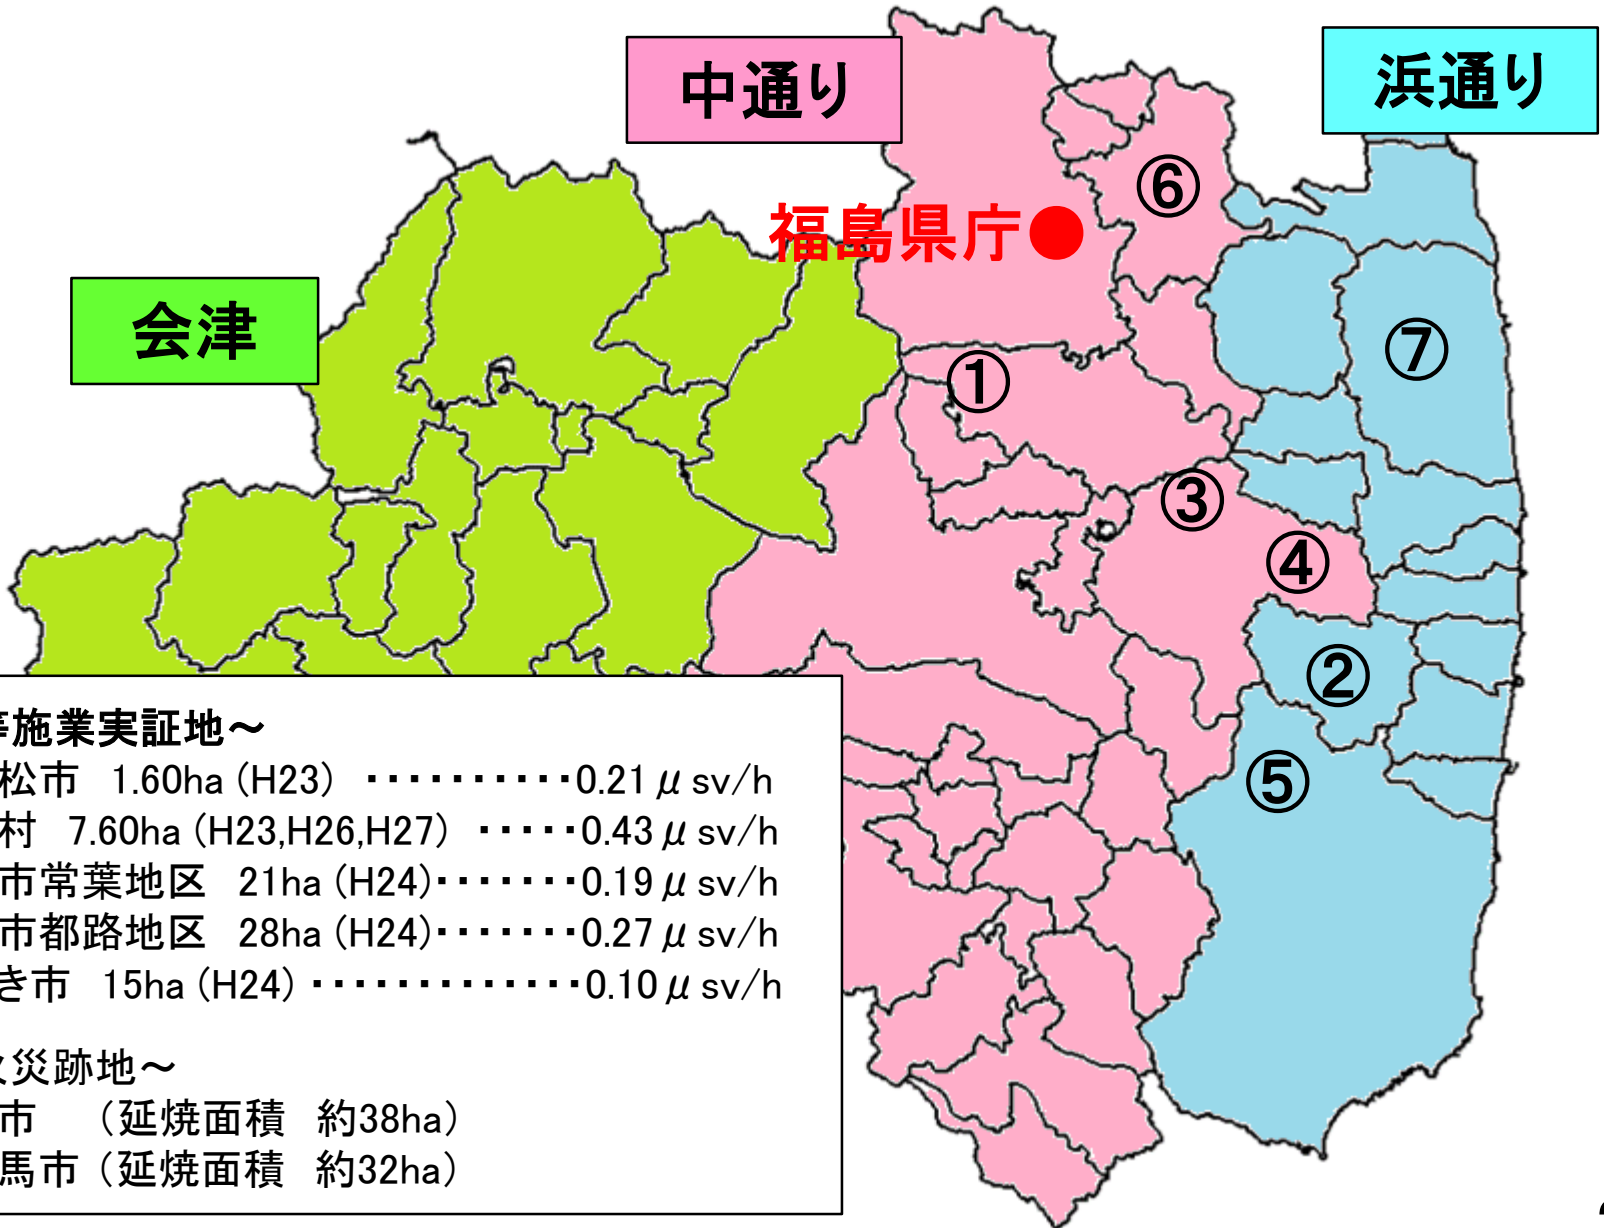 中通り
浜通り
⑥
福島県庁●
会津
⑦
①
③
④
②
⑤
等施業実証地～
松市 1.60ha（H23） ・・・・・・・・・・0.21μsv/h
村 7.60ha（H23,H26,H27） ・・・・・0.43μsv/h
市常葉地区 21ha（H24）・・・・・・・0.19μsv/h
市都路地区 28ha（H24）・・・・・・・0.27μsv/h
き市 15ha（H24）・・・・・・・・・・・・・0.10μsv/h
火災跡地～
市 （延焼面積 約38ha）
馬市（延焼面積 約32ha）